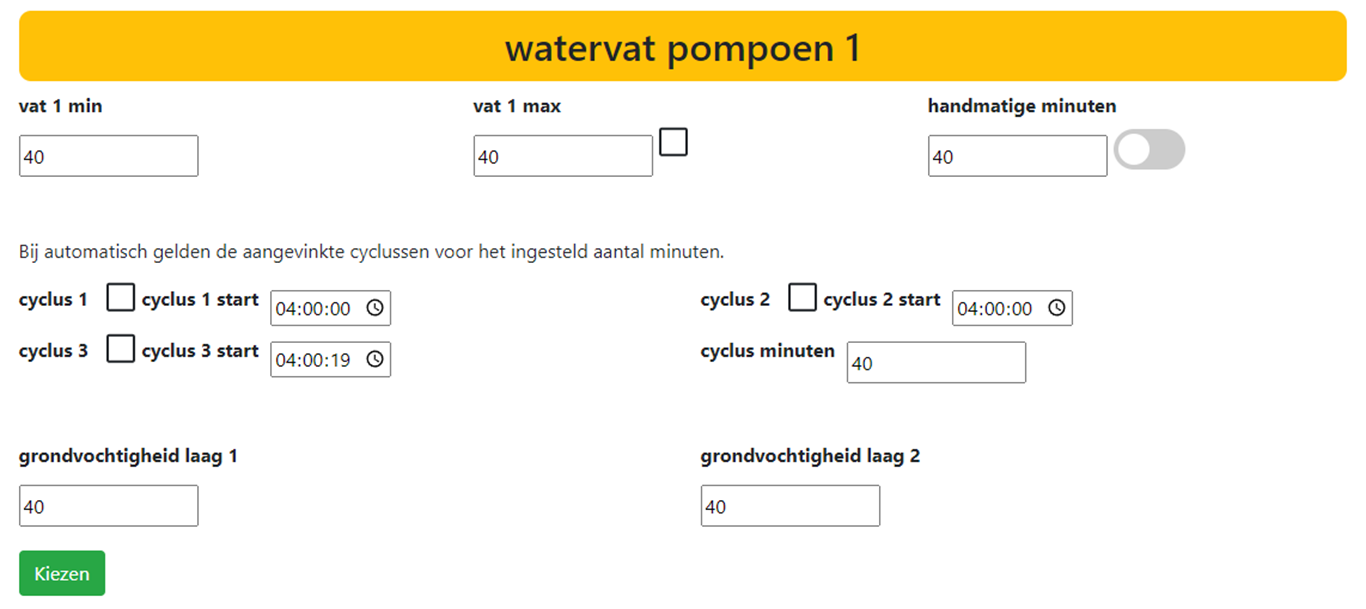 watervat pompoen 1
vat 1 min vat 1 max handmatige minuten
40 40 40
Bij automatisch gelden de aangevinkte cyclussen voor het ingesteld aantal minuten.
cyclus 1 cyclus 1 start 04:00:00 cyclus 2 cyclus 2 start 04:00:00
cyclus 3 cyclus 3 start 04:00:19 cyclus minuten 40
grondvochtigheid laag 1 grondvochtigheid laag 2
40 40
Kiezen